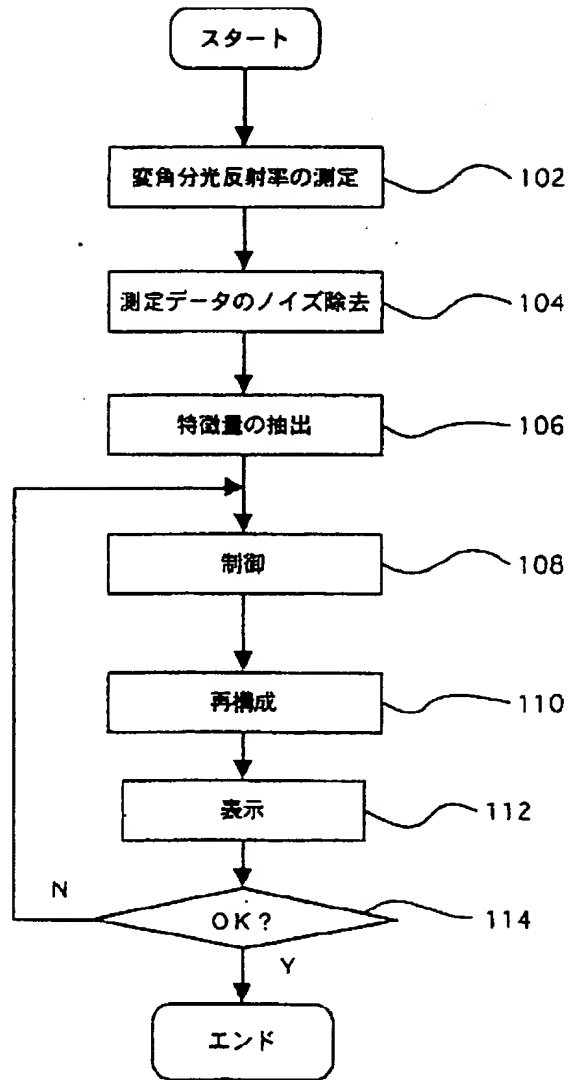 スタート
変角分光反射率の測定 102
測定データのノイズ除去 104
特徴量の抽出 106
制御 108
再構成 110
表示 112
N
OK? 114
Y
エンド